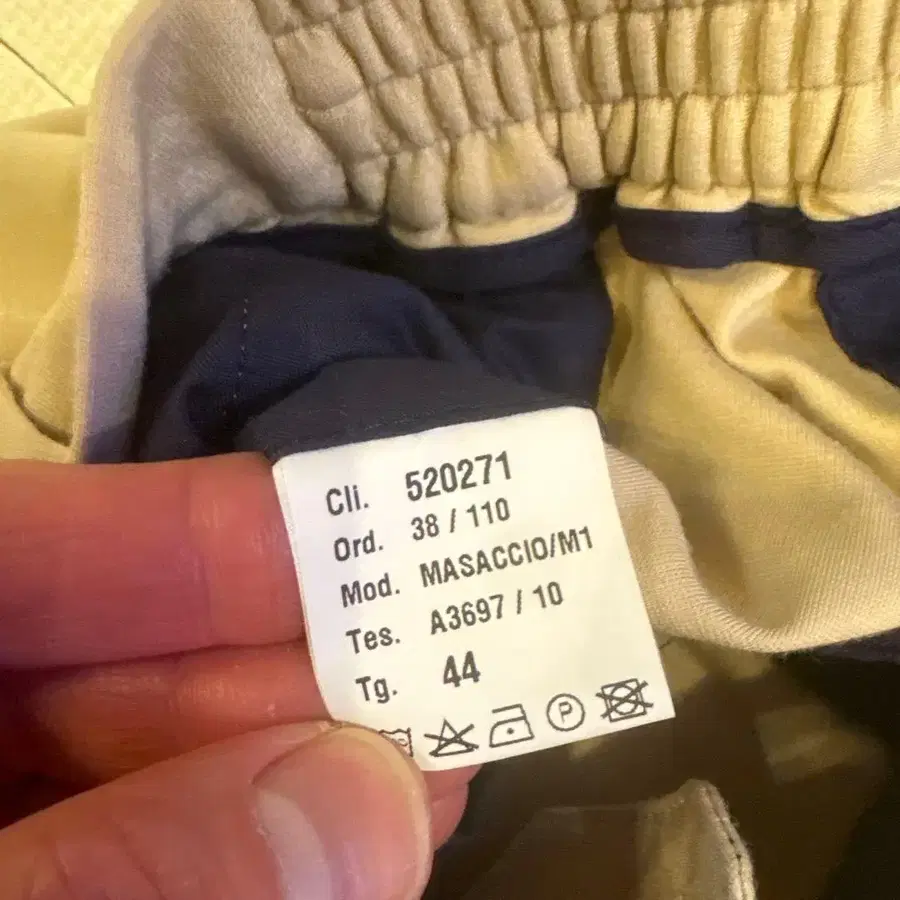 Cli. 520271
Ord. 38 / 110
Mod. MASACCIO/M1
Tes. A3697 / 10
Tg. 44
P